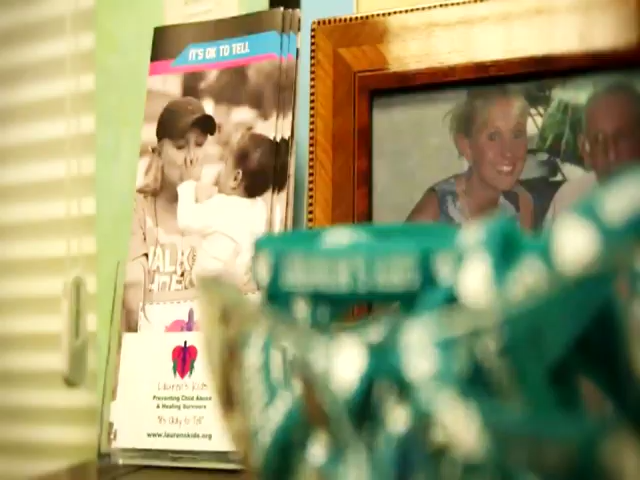 IT'S OK TO TELL
Lauren's Kids
Preventing Child Abuse
& Healing Survivors
"It's Okay to Tell"
www.laurenskids.org